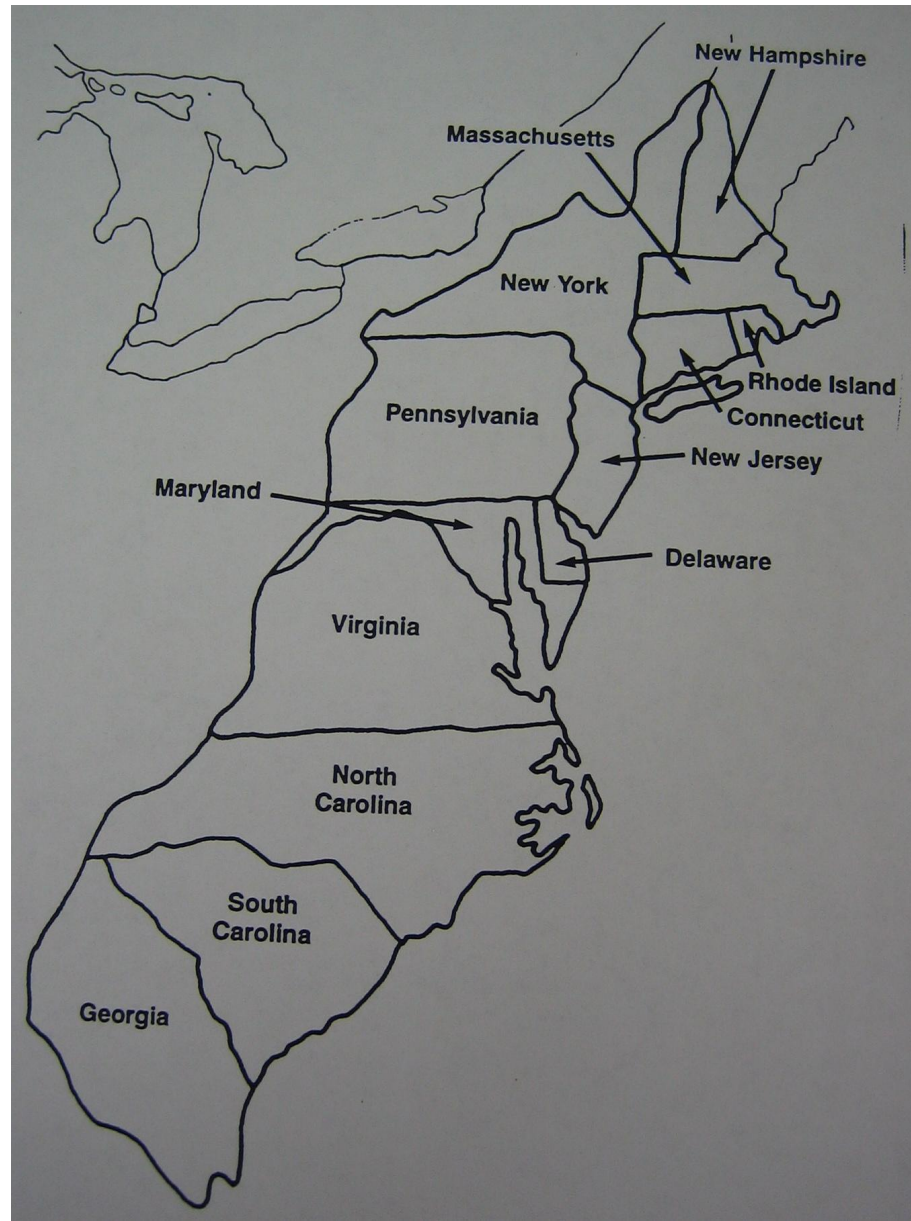 New Hampshire
Massachusetts
New York
Rhode Island
Pennsylvania
Connecticut
New Jersey
Maryland
Delaware
Virginia
North
Carolina
South
Carolina
Georgia